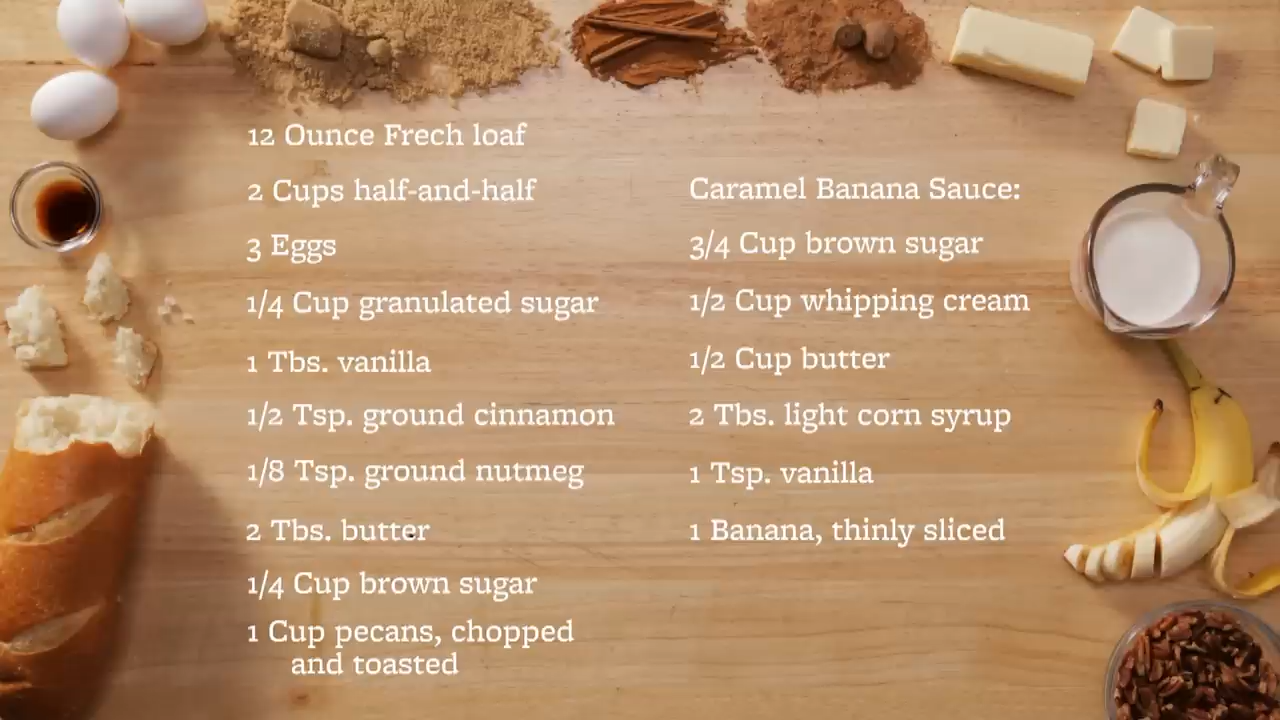 12 Ounce Frech loaf
2 Cups half-and-half
3 Eggs
1/4 Cup granulated sugar
1 Tbs. vanilla
1/2 Tsp. ground cinnamon
1/8 Tsp. ground nutmeg
2 Tbs. butter
1/4 Cup brown sugar
1 Cup pecans, chopped
and toasted
Caramel Banana Sauce:
3/4 Cup brown sugar
1/2 Cup whipping cream
1/2 Cup butter
2 Tbs. light corn syrup
1 Tsp. vanilla
1 Banana, thinly sliced